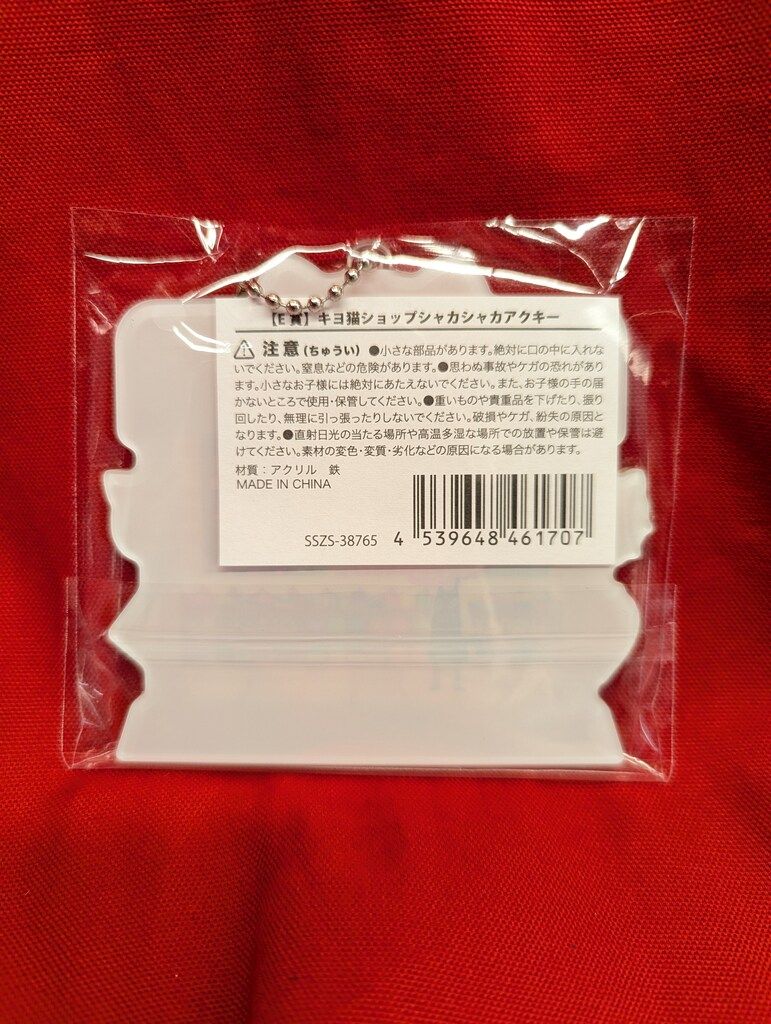 【E賞】キヨ猫ショップシャカシャカアクキー
注意(ちゅうい) ●小さな部品があります。絶対に口の中に入れな
いでください。窒息などの危険があります。●思わぬ事故やケガの恐れがあり
ます。小さなお子様には絶対にあたえないでください。また、お子様の手の届
かないところで使用・保管してください。●重いものや貴重品を下げたり、振り
回したり、無理に引っ張ったりしないでください。破損やケガ、紛失の原因と
なります。●直射日光の当たる場所や高温多湿な場所での放置や保管は避
けてください。素材の変色・変質・劣化などの原因になる場合があります。
材質:アクリル 鉄
MADE IN CHINA
SSZS-38765 4 539648 461707